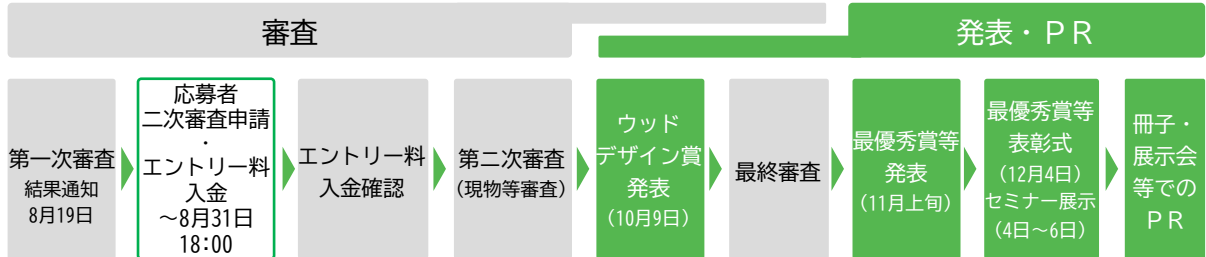 審査
発表・ＰＲ
第一次審査
結果通知
8月19日
応募者
二次審査申請
・
エントリー料
入金
～8月31日
18:00
エントリー料
入金確認
第二次審査
(現物等審査)
ウッド
デザイン賞
発表
(10月9日)
最終審査
最優秀賞等
発表
(11月上旬)
最優秀賞等
表彰式
(12月4日)
セミナー展示
(4日～6日)
冊子・
展示会
等での
ＰＲ